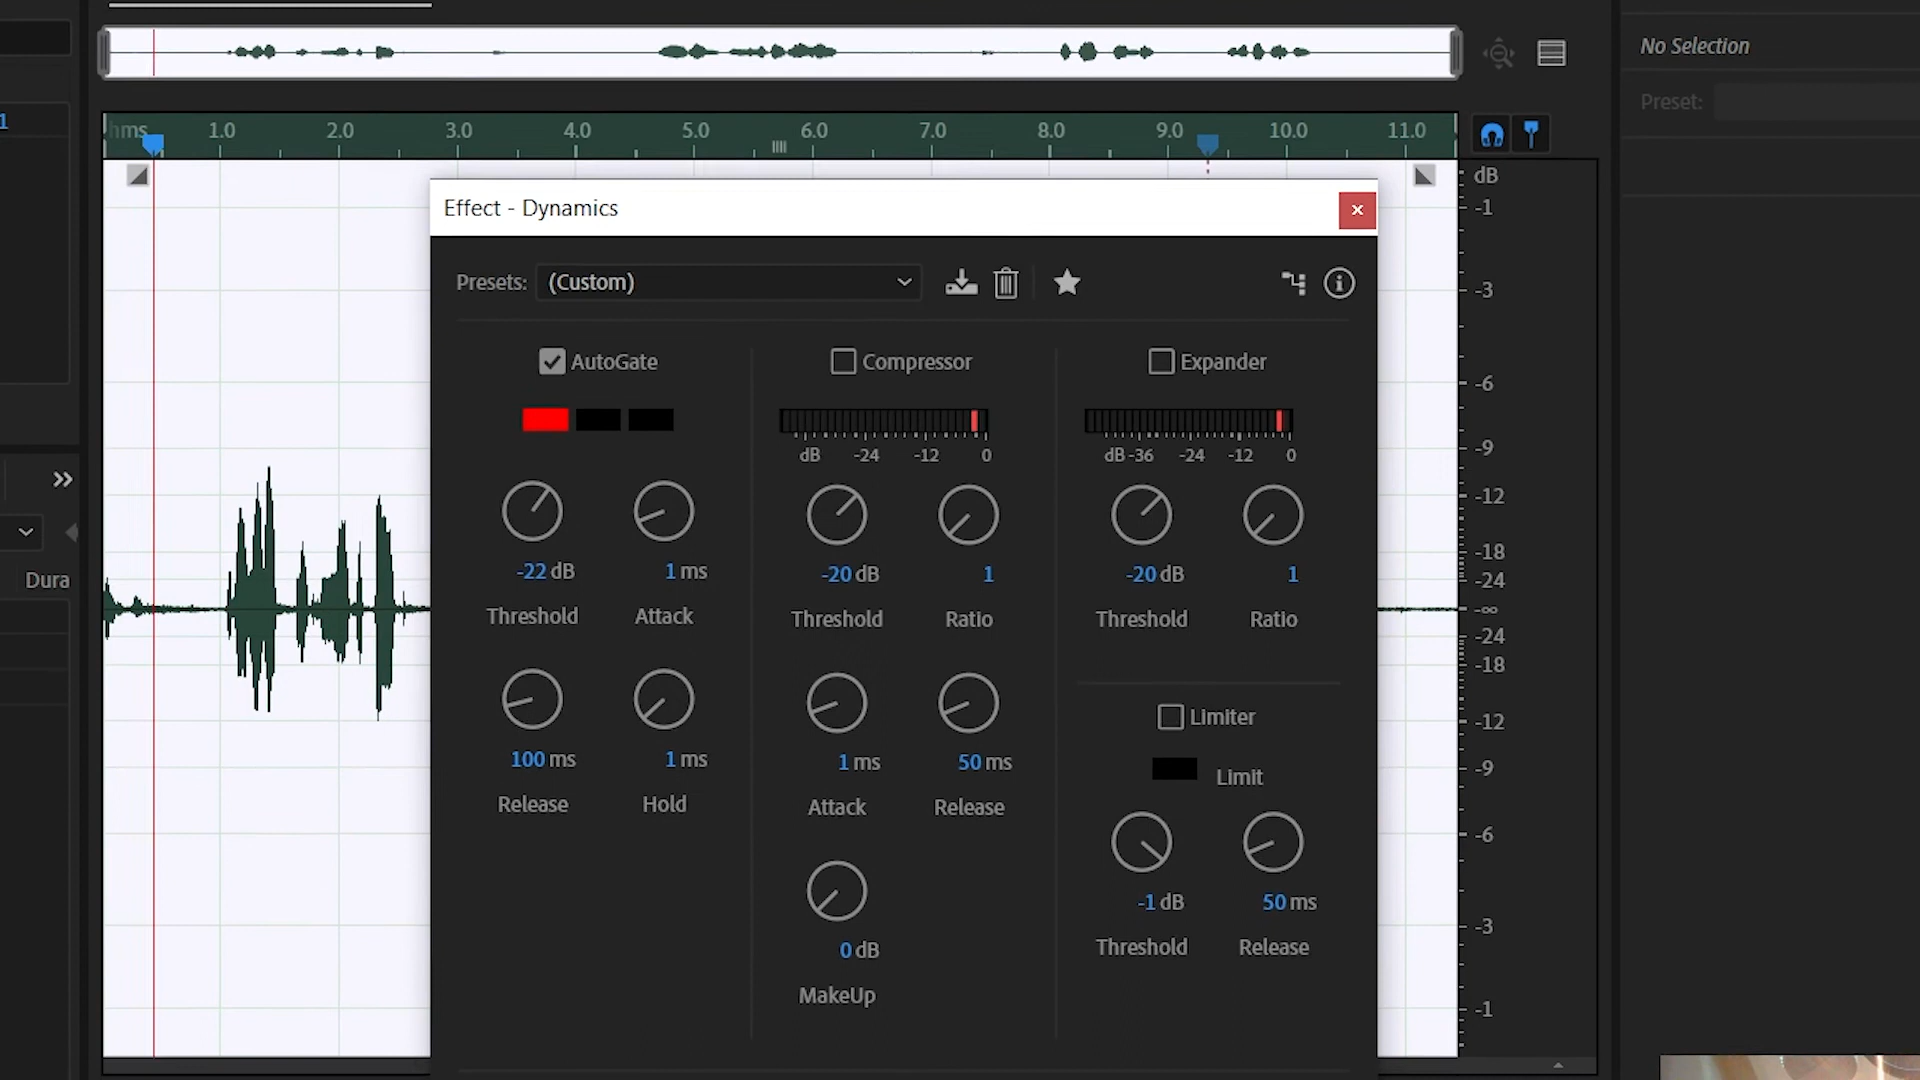 No Selection
Preset:
1
hms 1.0 2.0 3.0 4.0 5.0 6.0 7.0 8.0 9.0 10.0 11.0
dB
-1
-3
-6
-9
-12
-18
-24
-∞
-24
-18
-12
-9
-6
-3
-1
Dura
Effect - Dynamics
Presets: (Custom)
AutoGate
-22 dB 1 ms
Threshold Attack
100 ms 1 ms
Release Hold
Compressor
dB -24 -12 0
-20 dB 1
Threshold Ratio
1 ms 50 ms
Attack Release
0 dB
MakeUp
Expander
dB -36 -24 -12 0
-20 dB 1
Threshold Ratio
Limiter
Limit
-1 dB 50 ms
Threshold Release